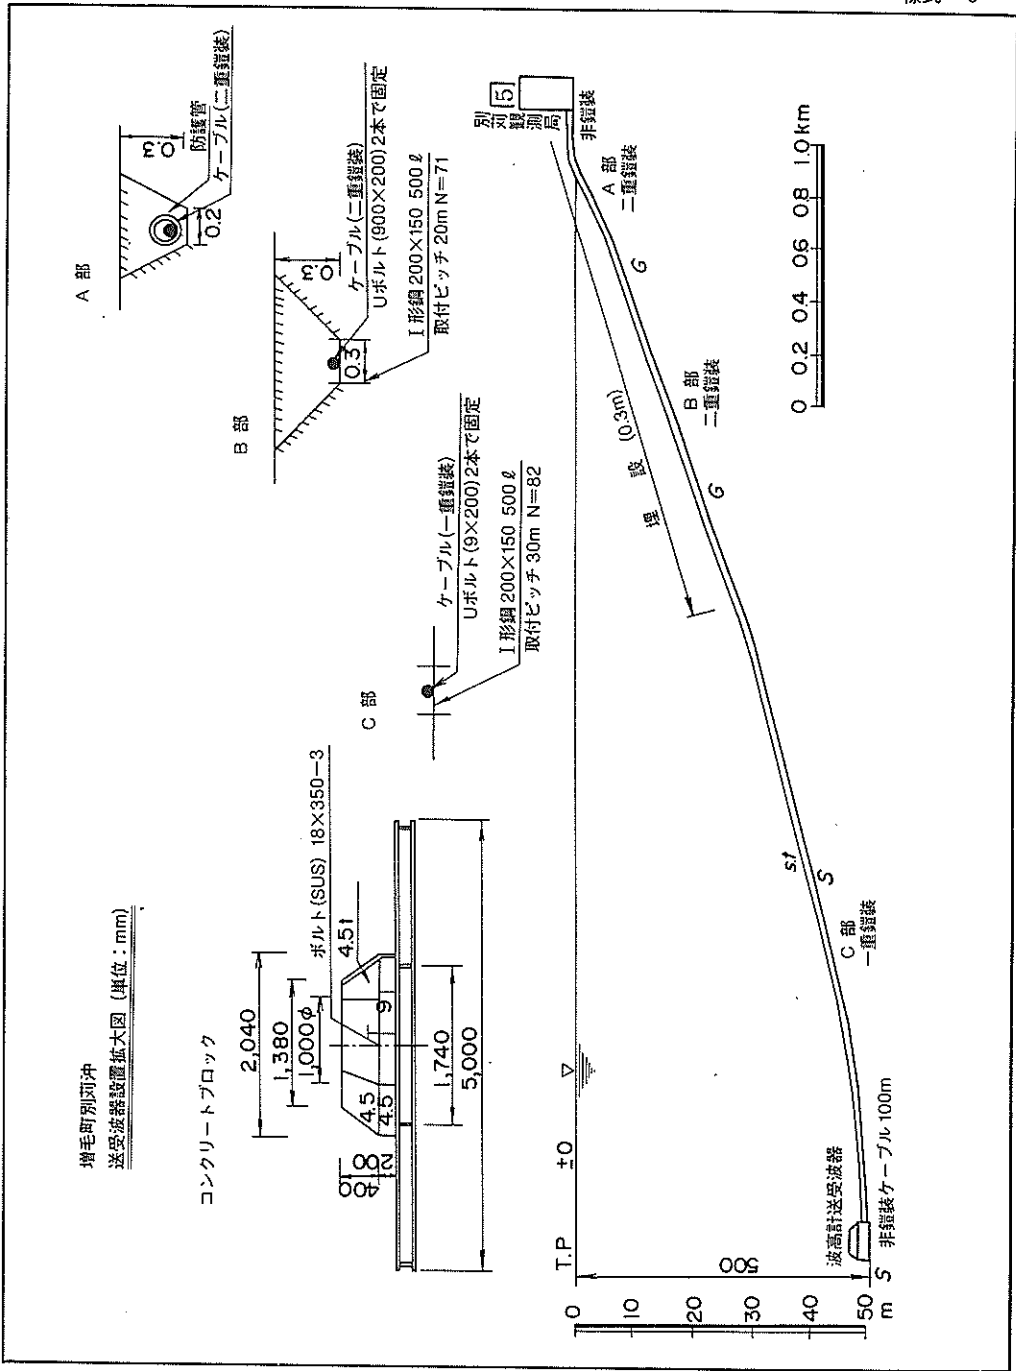 増毛町別苅沖
送受波器設置拡大図 (単位:mm)
コンクリートブロック
2,040
1,380
1,000φ
ボルト(SUS) 18×350-3
4.5t
4.5
4.5
9
400
200
1,740
5,000
A 部
0.3
防護管
ケーブル(二重鎧装)
0.2
B 部
0.3
ケーブル(二重鎧装)
Uボルト(900×200)2本で固定
0.3
I形鋼 200×150 500ℓ
取付ピッチ 20m N=71
C 部
ケーブル(一重鎧装)
Uボルト(9×200)2本で固定
I形鋼 200×150 500ℓ
取付ピッチ 30m N=82
T.P ±0
▽
0
10
20
30
40
50
m
500
波高計送受波器
S
非鎧装ケーブル 100m
C 部
一重鎧装
s.t
S
埋 設 (0.3m)
G
B 部
二重鎧装
G
A 部
二重鎧装
別苅観測局
5
非鎧装
0 0.2 0.4 0.6 0.8 1.0km